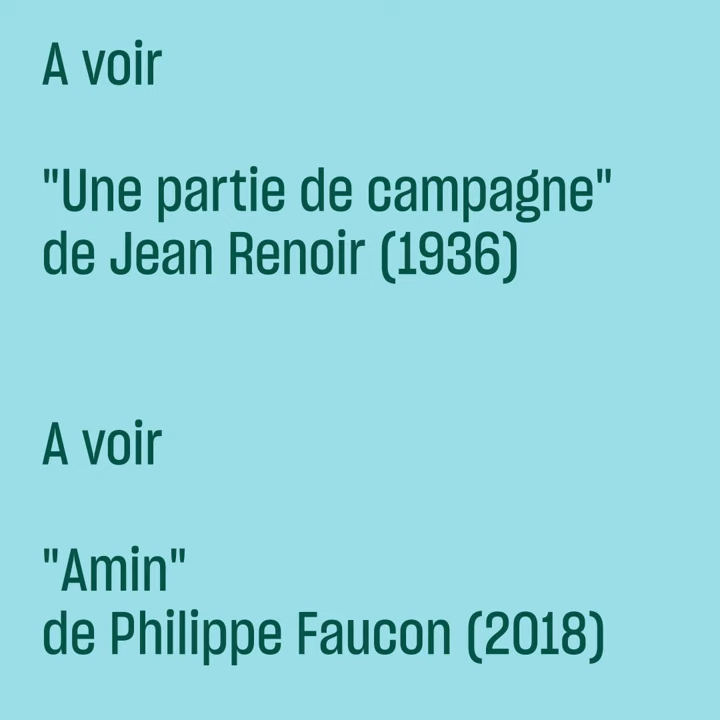 A voir
"Une partie de campagne"
de Jean Renoir (1936)
A voir
"Amin"
de Philippe Faucon (2018)